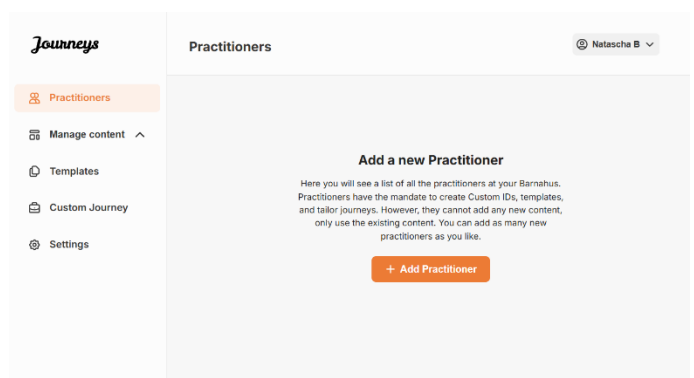 Journeys
Practitioners
Natascha B
Practitioners
Manage content
Templates
Custom Journey
Settings
Add a new Practitioner
Here you will see a list of all the practitioners at your Barnahus.
Practitioners have the mandate to create Custom IDs, templates,
and tailor journeys. However, they cannot add any new content,
only use the existing content. You can add as many new
practitioners as you like.
+ Add Practitioner